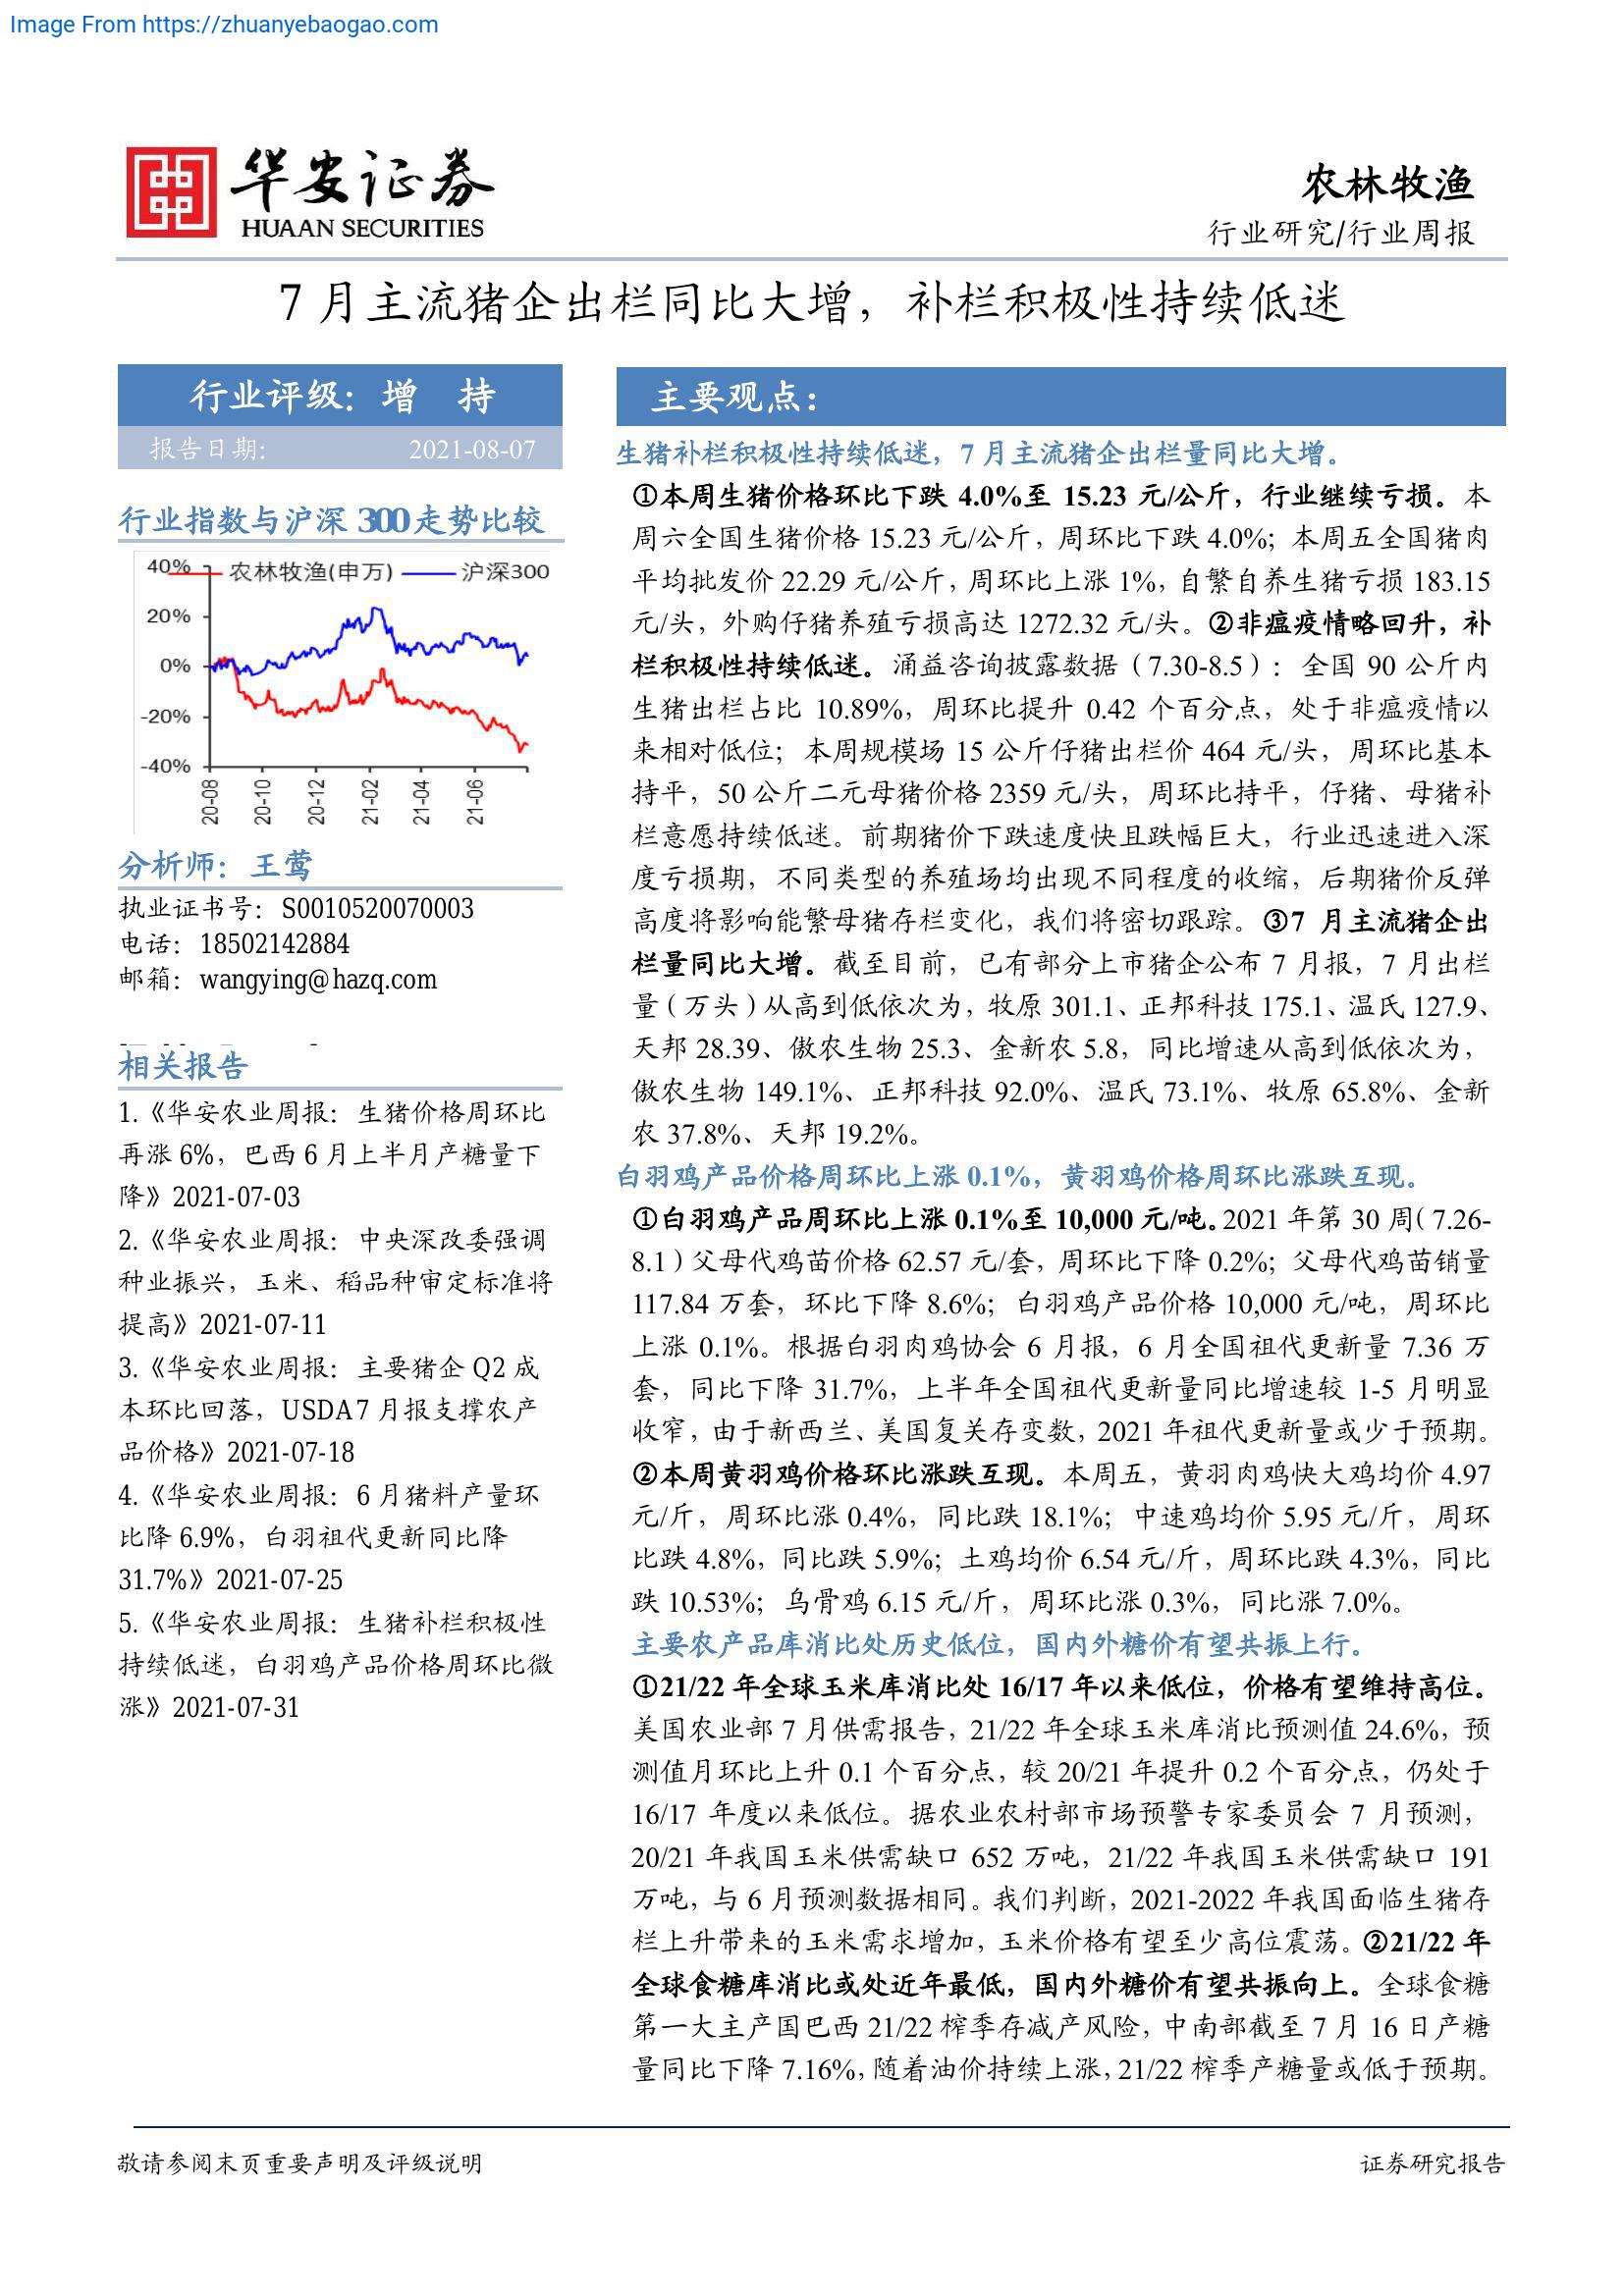 Image From https://zhuanyebaogao.com
华安证券
HUAAN SECURITIES
农林牧渔
行业研究/行业周报
7 月主流猪企出栏同比大增，补栏积极性持续低迷
行业评级：增 持
报告日期: 2021-08-07
行业指数与沪深 300 走势比较
农林牧渔(申万) 沪深300
40%
20%
0%
-20%
-40%
20-08
20-10
20-12
21-02
21-04
21-06
分析师：王莺
执业证书号：S0010520070003
电话：18502142884
邮箱：wangying@hazq.com
相关报告
1.《华安农业周报：生猪价格周环比
再涨 6%，巴西 6 月上半月产糖量下
降》2021-07-03
2.《华安农业周报：中央深改委强调
种业振兴，玉米、稻品种审定标准将
提高》2021-07-11
3.《华安农业周报：主要猪企 Q2 成
本环比回落，USDA7 月报支撑农产
品价格》2021-07-18
4.《华安农业周报：6 月猪料产量环
比降 6.9%，白羽祖代更新同比降
31.7%》2021-07-25
5.《华安农业周报：生猪补栏积极性
持续低迷，白羽鸡产品价格周环比微
涨》2021-07-31
主要观点：
生猪补栏积极性持续低迷，7 月主流猪企出栏量同比大增。
①本周生猪价格环比下跌 4.0%至 15.23 元/公斤，行业继续亏损。本
周六全国生猪价格 15.23 元/公斤，周环比下跌 4.0%；本周五全国猪肉
平均批发价 22.29 元/公斤，周环比上涨 1%，自繁自养生猪亏损 183.15
元/头，外购仔猪养殖亏损高达 1272.32 元/头。②非瘟疫情略回升，补
栏积极性持续低迷。涌益咨询披露数据（7.30-8.5）：全国 90 公斤内
生猪出栏占比 10.89%，周环比提升 0.42 个百分点，处于非瘟疫情以
来相对低位；本周规模场 15 公斤仔猪出栏价 464 元/头，周环比基本
持平，50 公斤二元母猪价格 2359 元/头，周环比持平，仔猪、母猪补
栏意愿持续低迷。前期猪价下跌速度快且跌幅巨大，行业迅速进入深
度亏损期，不同类型的养殖场均出现不同程度的收缩，后期猪价反弹
高度将影响能繁母猪存栏变化，我们将密切跟踪。③7 月主流猪企出
栏量同比大增。截至目前，已有部分上市猪企公布 7 月报，7 月出栏
量（万头）从高到低依次为，牧原 301.1、正邦科技 175.1、温氏 127.9、
天邦 28.39、傲农生物 25.3、金新农 5.8，同比增速从高到低依次为，
傲农生物 149.1%、正邦科技 92.0%、温氏 73.1%、牧原 65.8%、金新
农 37.8%、天邦 19.2%。
白羽鸡产品价格周环比上涨 0.1%，黄羽鸡价格周环比涨跌互现。
①白羽鸡产品周环比上涨 0.1%至 10,000 元/吨。2021 年第 30 周（7.26-
8.1）父母代鸡苗价格 62.57 元/套，周环比下降 0.2%；父母代鸡苗销量
117.84 万套，环比下降 8.6%；白羽鸡产品价格 10,000 元/吨，周环比
上涨 0.1%。根据白羽肉鸡协会 6 月报，6 月全国祖代更新量 7.36 万
套，同比下降 31.7%，上半年全国祖代更新量同比增速较 1-5 月明显
收窄，由于新西兰、美国复关存变数，2021 年祖代更新量或少于预期。
②本周黄羽鸡价格环比涨跌互现。本周五，黄羽肉鸡快大鸡均价 4.97
元/斤，周环比涨 0.4%，同比跌 18.1%；中速鸡均价 5.95 元/斤，周环
比跌 4.8%，同比跌 5.9%；土鸡均价 6.54 元/斤，周环比跌 4.3%，同比
跌 10.53%；乌骨鸡 6.15 元/斤，周环比涨 0.3%，同比涨 7.0%。
主要农产品库消比处历史低位，国内外糖价有望共振上行。
①21/22 年全球玉米库消比处 16/17 年以来低位，价格有望维持高位。
美国农业部 7 月供需报告，21/22 年全球玉米库消比预测值 24.6%，预
测值月环比上升 0.1 个百分点，较 20/21 年提升 0.2 个百分点，仍处于
16/17 年度以来低位。据农业农村部市场预警专家委员会 7 月预测，
20/21 年我国玉米供需缺口 652 万吨，21/22 年我国玉米供需缺口 191
万吨，与 6 月预测数据相同。我们判断，2021-2022 年我国面临生猪存
栏上升带来的玉米需求增加，玉米价格有望至少高位震荡。②21/22 年
全球食糖库消比或处近年最低，国内外糖价有望共振向上。全球食糖
第一大主产国巴西 21/22 榨季存减产风险，中南部截至 7 月 16 日产糖
量同比下降 7.16%，随着油价持续上涨，21/22 榨季产糖量或低于预期。
敬请参阅末页重要声明及评级说明
证券研究报告